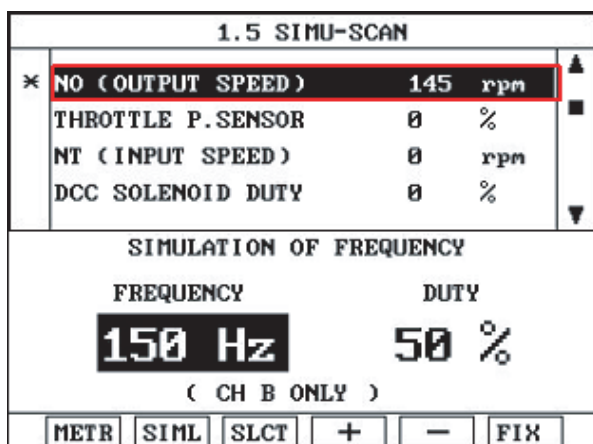 1.5 SIMU-SCAN
* NO (OUTPUT SPEED) 145 rpm
THROTTLE P.SENSOR 0 %
NT (INPUT SPEED) 0 rpm
DCC SOLENOID DUTY 0 %
SIMULATION OF FREQUENCY
FREQUENCY DUTY
150 Hz 50 %
( CH B ONLY )
METR SIML SLCT + - FIX